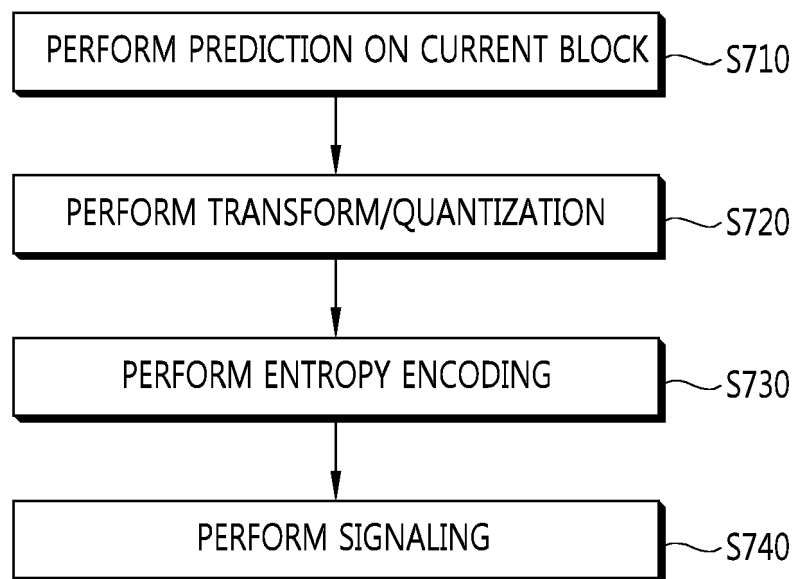 PERFORM PREDICTION ON CURRENT BLOCK
S710
PERFORM TRANSFORM/QUANTIZATION
S720
PERFORM ENTROPY ENCODING
S730
PERFORM SIGNALING
S740